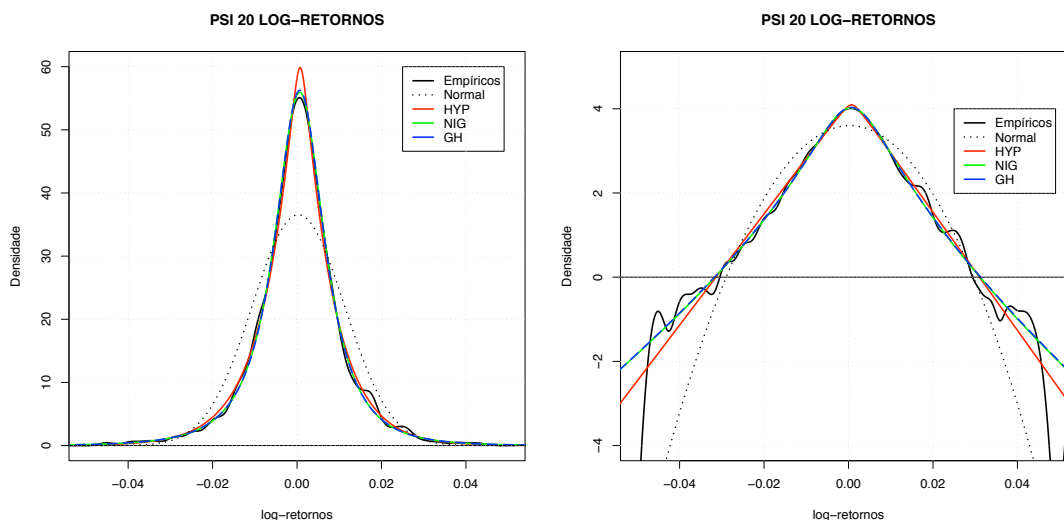 PSI 20 LOG−RETORNOS
Densidade
60
50
40
30
20
10
0
Empíricos
Normal
HYP
NIG
GH
−0.04
−0.02
0.00
0.02
0.04
log−retornos
PSI 20 LOG−RETORNOS
Densidade
4
2
0
−2
−4
Empíricos
Normal
HYP
NIG
GH
−0.04
−0.02
0.00
0.02
0.04
log−retornos